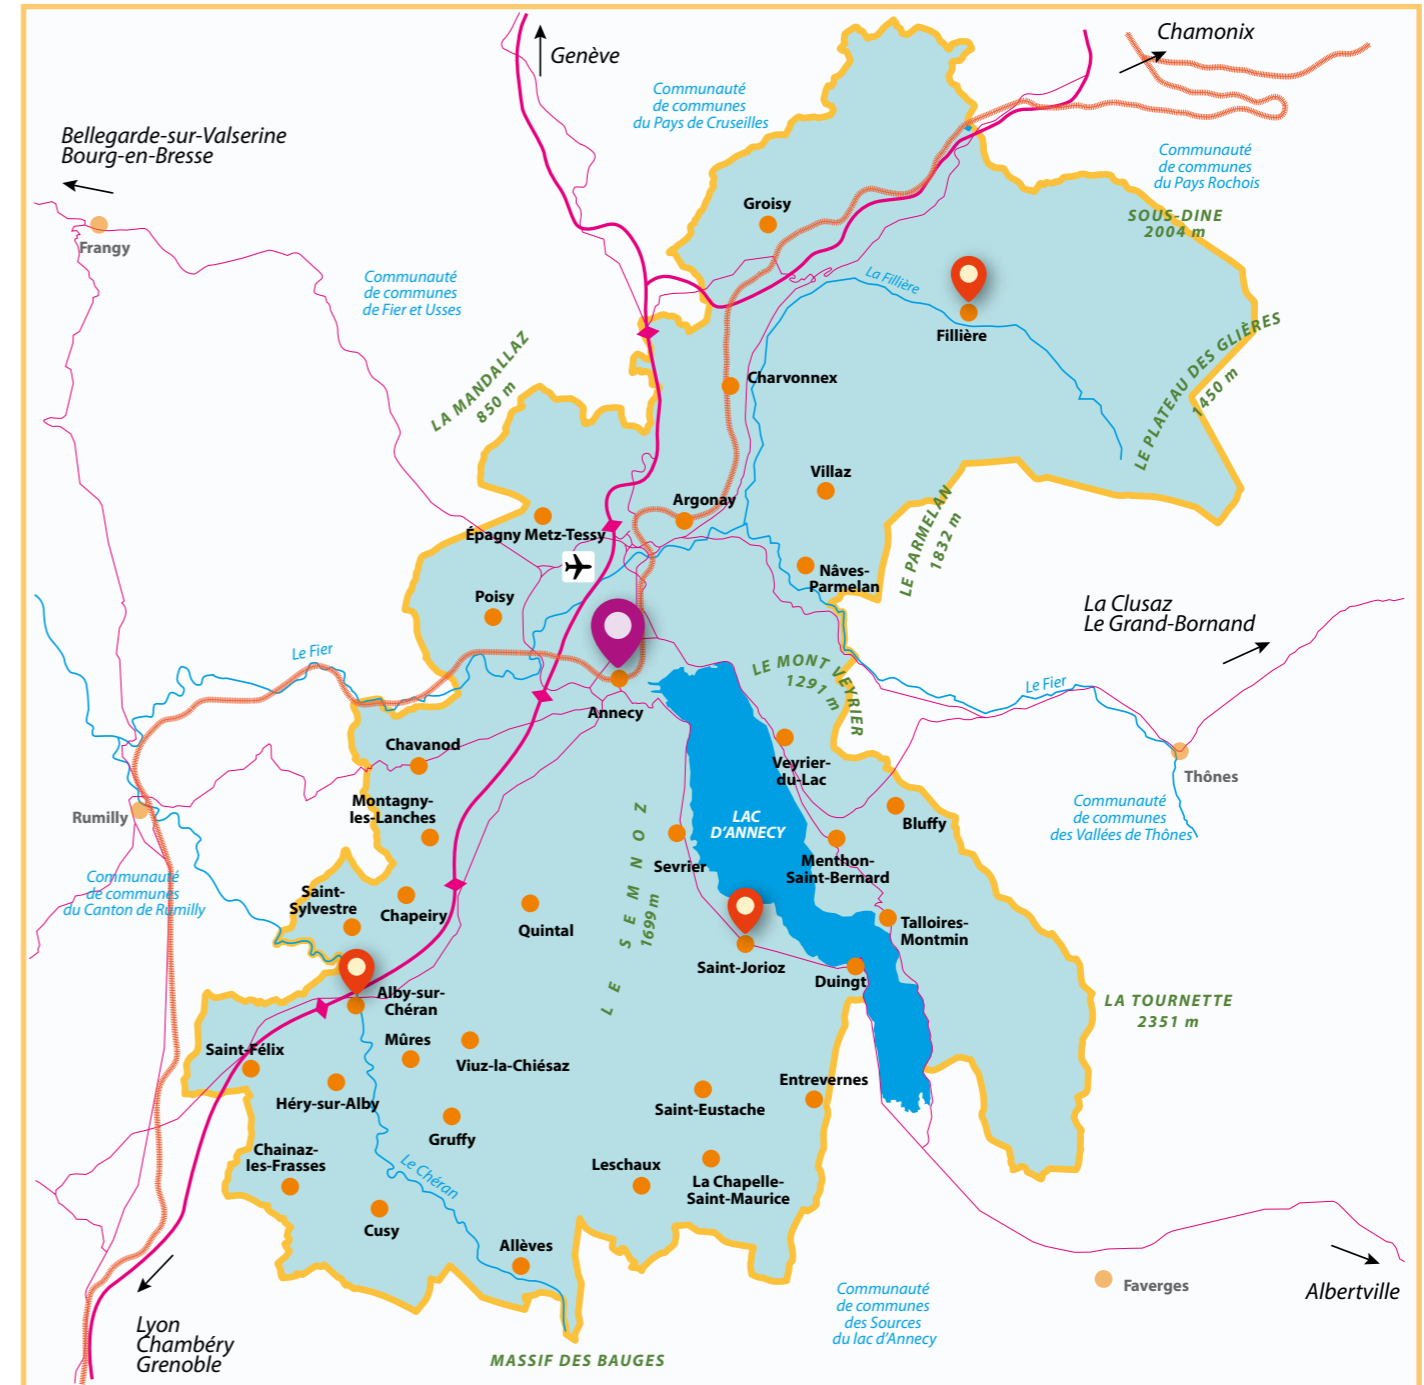 Chamonix
Genève
Communauté
de communes
du Pays de Cruseilles
Bellegarde-sur-Valserine
Bourg-en-Bresse
Communauté
de communes
du Pays Rochois
Groisy
SOUS-DINE
2004 m
Frangy
Communauté
de communes
de Fier et Usses
La Fillière
Fillière
LA MANDALLAZ
850 m
Charvonnex
LE PLATEAU DES GLIÈRES
1450 m
Villaz
Argonay
Épagny Metz-Tessy
LE PARMELAN
1832 m
Nâves-
Parmelan
Poisy
La Clusaz
Le Grand-Bornand
Le Fier
LE MONT VEYRIER
1291 m
Le Fier
Annecy
Chavanod
Veyrier-
du-Lac
Thônes
Montagny-
les-Lanches
Rumilly
LAC
D'ANNECY
Bluffy
Communauté
de communes
des Vallées de Thônes
LE SEMNOZ
1699 m
Sevrier
Menthon-
Saint-Bernard
Communauté
de communes
du Canton de Rumilly
Saint-
Sylvestre
Chapeiry
Quintal
Talloires-
Montmin
Saint-Jorioz
Duingt
Alby-sur-
Chéran
LA TOURNETTE
2351 m
Saint-Félix
Mûres
Viuz-la-Chiésaz
Entrevernes
Héry-sur-Alby
Saint-Eustache
Gruffy
Chainaz-
les-Frasses
Le Chéran
Leschaux
La Chapelle-
Saint-Maurice
Cusy
Allèves
Faverges
Albertville
Communauté
de communes
des Sources
du lac d'Annecy
Lyon
Chambéry
Grenoble
MASSIF DES BAUGES